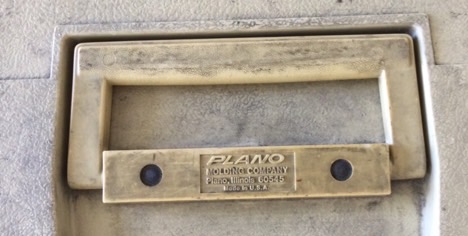 PLANO
MOLDING COMPANY
Plano, Illinois 60545
Made in U.S.A